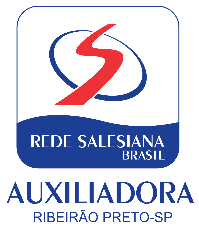 REDE SALESIANA
BRASIL
AUXILIADORA
RIBEIRÃO PRETO-SP